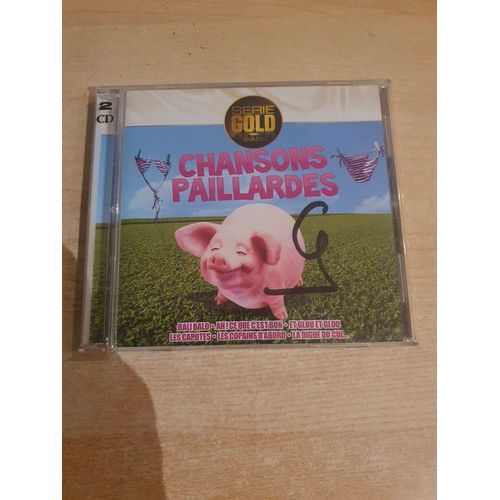 2
CD
SERIE
GOLD
CHANSONS
PAILLARDES
BALI BALO • AH ! CE QUE C'EST BON • ET GLOU ET GLOU
LES CAPOTES • LES COPAINS D'ABORD • LA DIGUE DU CUL...